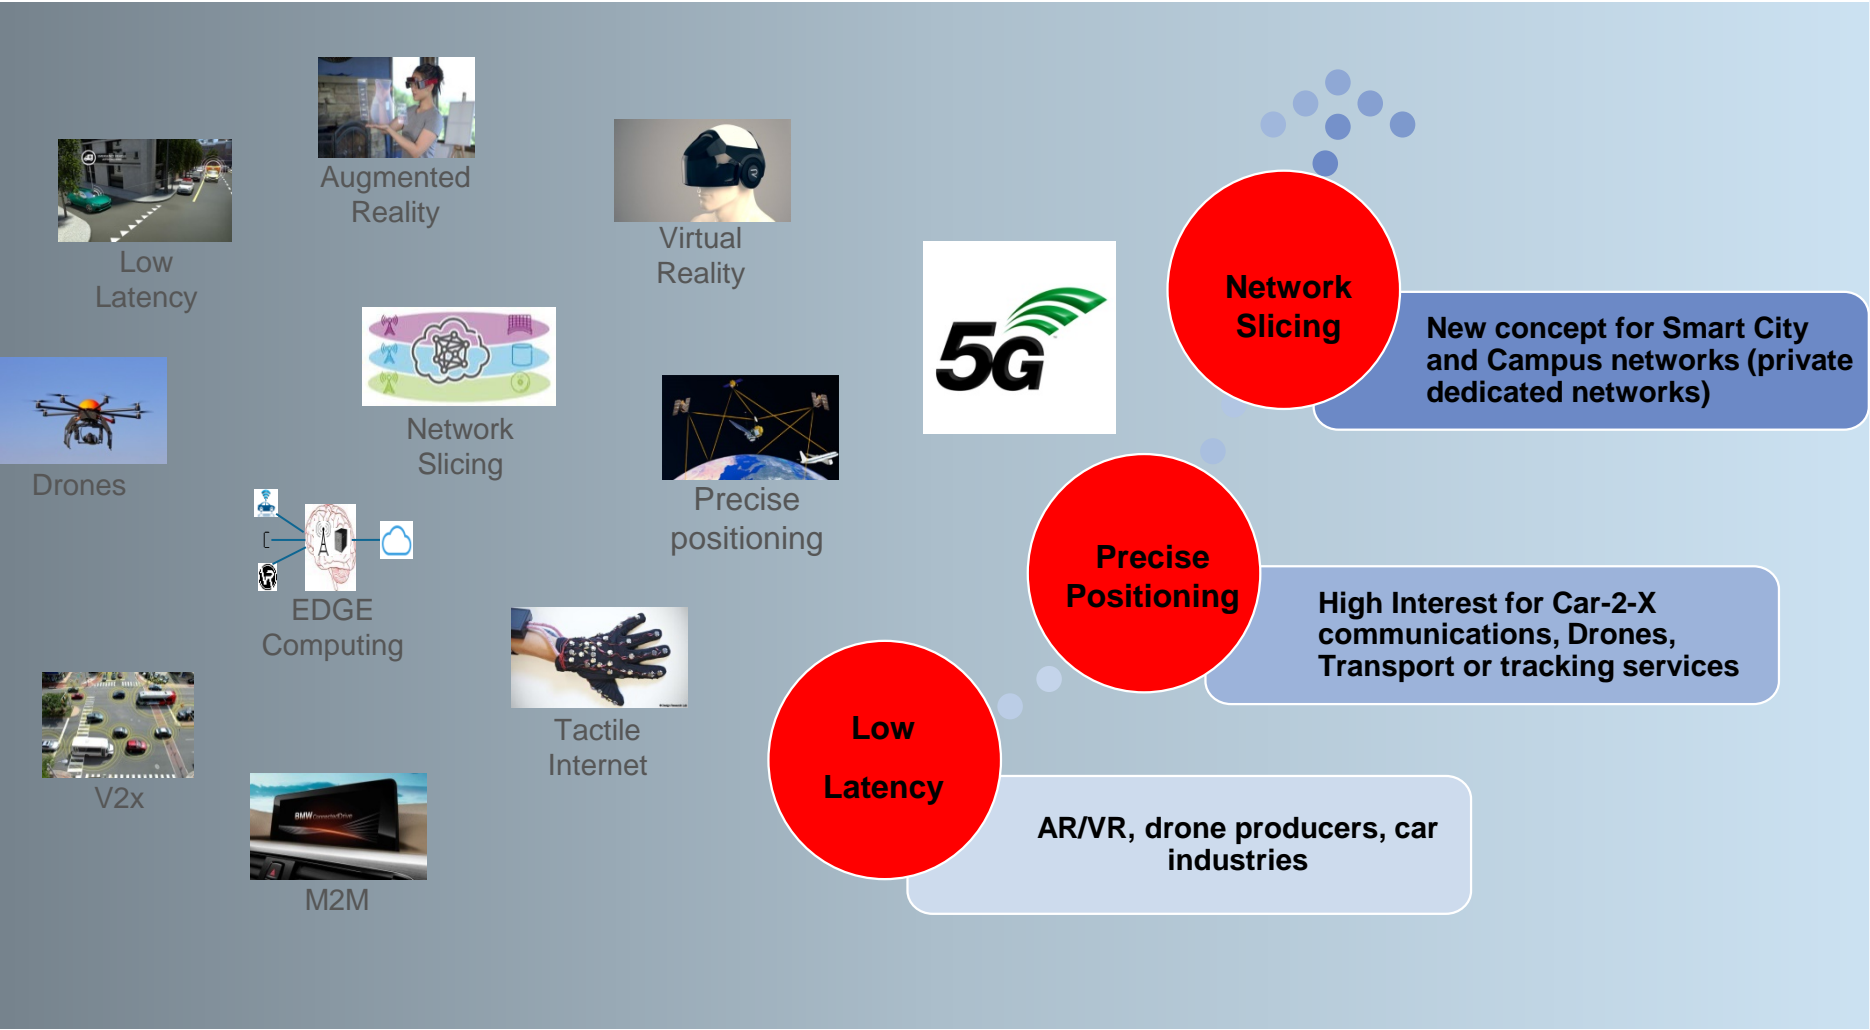 Augmented
Reality
Low
Latency
Virtual
Reality
Network
Slicing
Drones
Precise
positioning
EDGE
Computing
Tactile
Internet
V2x
BMW ConnectedDrive
M2M
5G
Network
Slicing
New concept for Smart City
and Campus networks (private
dedicated networks)
Precise
Positioning
High Interest for Car-2-X
communications, Drones,
Transport or tracking services
Low
Latency
AR/VR, drone producers, car
industries